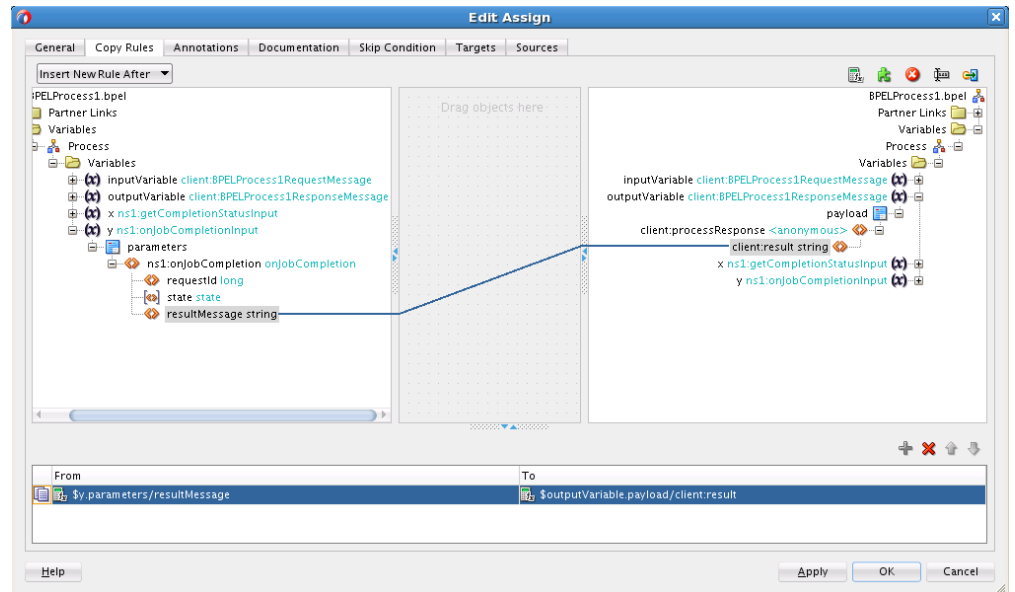 Edit Assign
General Copy Rules Annotations Documentation Skip Condition Targets Sources
Insert New Rule After
BPELProcess1.bpel
Partner Links
Variables
Process
Variables
inputVariable client:BPELProcess1RequestMessage
outputVariable client:BPELProcess1ResponseMessage
x ns1:getCompletionStatusInput
y ns1:onJobCompletionInput
parameters
ns1:onJobCompletion onJobCompletion
requestId long
state state
resultMessage string
Drag objects here
BPELProcess1.bpel
Partner Links
Variables
Process
Variables
inputVariable client:BPELProcess1RequestMessage
outputVariable client:BPELProcess1ResponseMessage
payload
client:processResponse <anonymous>
client:result string
x ns1:getCompletionStatusInput
y ns1:onJobCompletionInput
From To
$y.parameters/resultMessage $outputVariable.payload/client:result
Help Apply OK Cancel